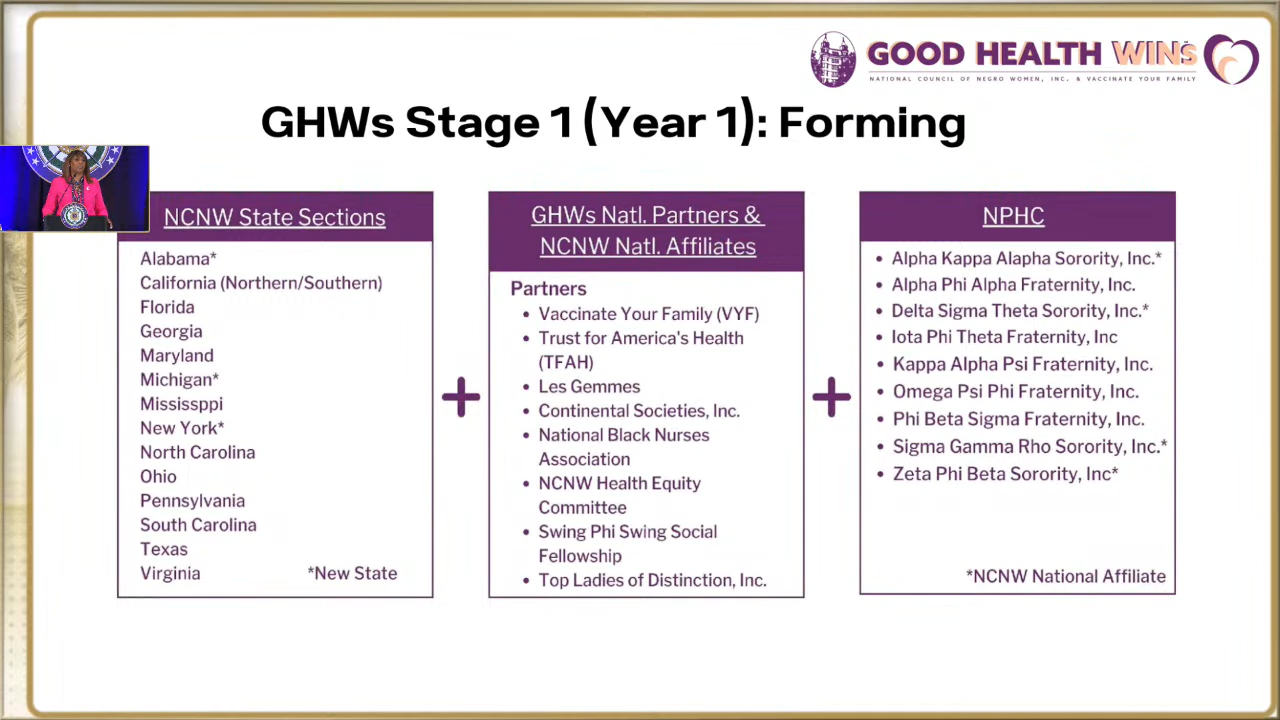 GOOD HEALTH WINS
NATIONAL COUNCIL OF NEGRO WOMEN, INC. & VACCINATE YOUR FAMILY
GHWs Stage 1 (Year 1): Forming
NCNW State Sections
Alabama*
California (Northern/Southern)
Florida
Georgia
Maryland
Michigan*
Missisppi
New York*
North Carolina
Ohio
Pennsylvania
South Carolina
Texas
Virginia
*New State
GHWs Natl. Partners &
NCNW Natl. Affiliates
Partners
• Vaccinate Your Family (VYF)
• Trust for America's Health
(TFAH)
• Les Gemmes
• Continental Societies, Inc.
• National Black Nurses
Association
• NCNW Health Equity
Committee
• Swing Phi Swing Social
Fellowship
• Top Ladies of Distinction, Inc.
NPHC
• Alpha Kappa Alapha Sorority, Inc.*
• Alpha Phi Alpha Fraternity, Inc.
• Delta Sigma Theta Sorority, Inc.*
• Iota Phi Theta Fraternity, Inc
• Kappa Alpha Psi Fraternity, Inc.
• Omega Psi Phi Fraternity, Inc.
• Phi Beta Sigma Fraternity, Inc.
• Sigma Gamma Rho Sorority, Inc.*
• Zeta Phi Beta Sorority, Inc*
*NCNW National Affiliate